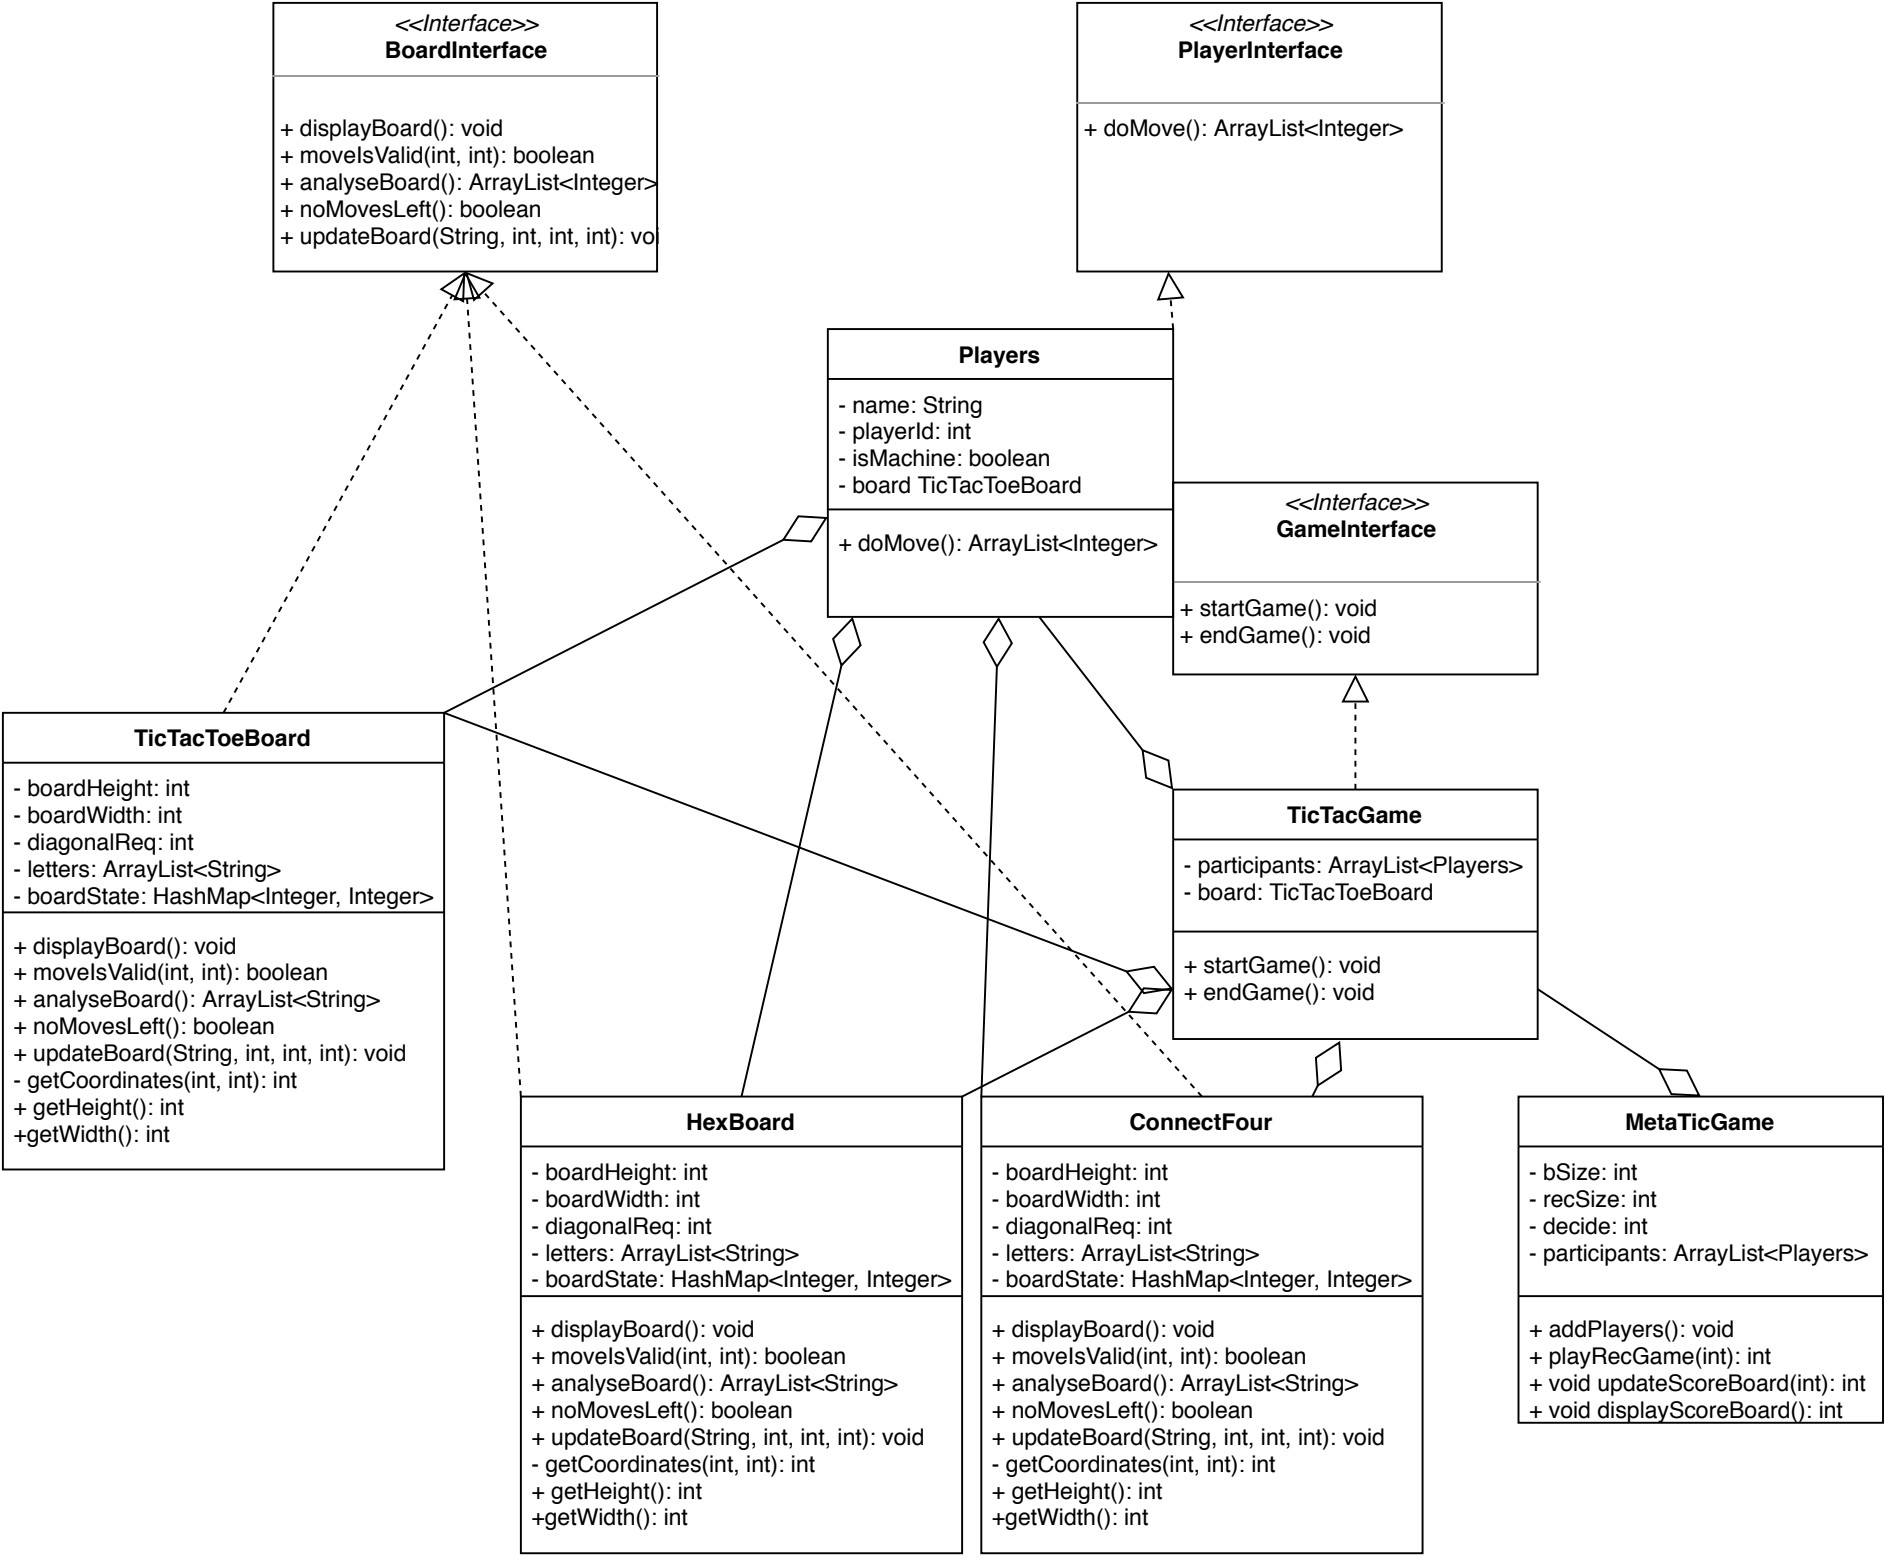 <<Interface>>
BoardInterface
+ displayBoard(): void
+ moveIsValid(int, int): boolean
+ analyseBoard(): ArrayList<Integer>
+ noMovesLeft(): boolean
+ updateBoard(String, int, int, int): voi
<<Interface>>
PlayerInterface
+ doMove(): ArrayList<Integer>
Players
- name: String
- playerId: int
- isMachine: boolean
- board TicTacToeBoard
+ doMove(): ArrayList<Integer>
<<Interface>>
GameInterface
+ startGame(): void
+ endGame(): void
TicTacToeBoard
- boardHeight: int
- boardWidth: int
- diagonalReq: int
- letters: ArrayList<String>
- boardState: HashMap<Integer, Integer>
+ displayBoard(): void
+ moveIsValid(int, int): boolean
+ analyseBoard(): ArrayList<String>
+ noMovesLeft(): boolean
+ updateBoard(String, int, int, int): void
- getCoordinates(int, int): int
+ getHeight(): int
+getWidth(): int
TicTacGame
- participants: ArrayList<Players>
- board: TicTacToeBoard
+ startGame(): void
+ endGame(): void
HexBoard
- boardHeight: int
- boardWidth: int
- diagonalReq: int
- letters: ArrayList<String>
- boardState: HashMap<Integer, Integer>
+ displayBoard(): void
+ moveIsValid(int, int): boolean
+ analyseBoard(): ArrayList<String>
+ noMovesLeft(): boolean
+ updateBoard(String, int, int, int): void
- getCoordinates(int, int): int
+ getHeight(): int
+getWidth(): int
ConnectFour
- boardHeight: int
- boardWidth: int
- diagonalReq: int
- letters: ArrayList<String>
- boardState: HashMap<Integer, Integer>
+ displayBoard(): void
+ moveIsValid(int, int): boolean
+ analyseBoard(): ArrayList<String>
+ noMovesLeft(): boolean
+ updateBoard(String, int, int, int): void
- getCoordinates(int, int): int
+ getHeight(): int
+getWidth(): int
MetaTicGame
- bSize: int
- recSize: int
- decide: int
- participants: ArrayList<Players>
+ addPlayers(): void
+ playRecGame(int): int
+ void updateScoreBoard(int): int
+ void displayScoreBoard(): int